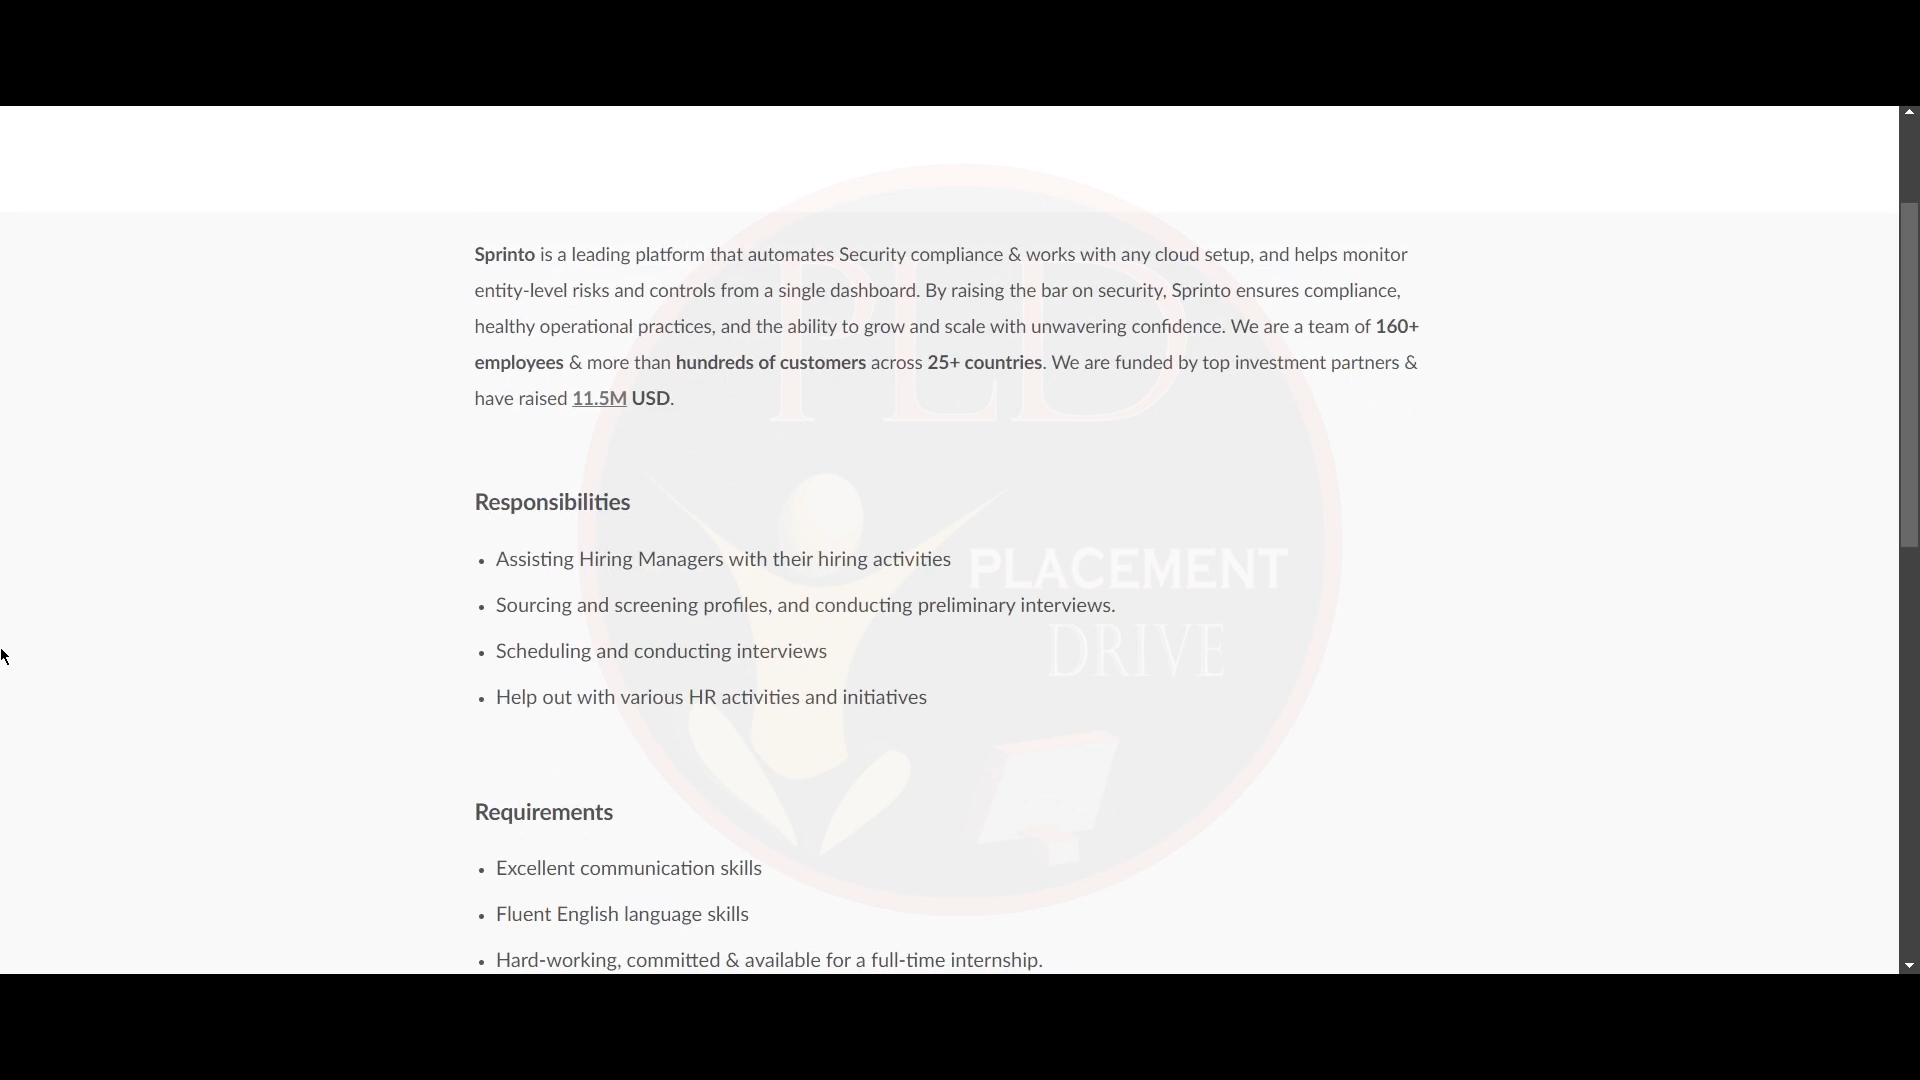 Sprinto is a leading platform that automates Security compliance & works with any cloud setup, and helps monitor
entity-level risks and controls from a single dashboard. By raising the bar on security, Sprinto ensures compliance,
healthy operational practices, and the ability to grow and scale with unwavering confidence. We are a team of 160+
employees & more than hundreds of customers across 25+ countries. We are funded by top investment partners &
have raised 11.5M USD.
PLD
Responsibilities
• Assisting Hiring Managers with their hiring activities
• Sourcing and screening profiles, and conducting preliminary interviews.
• Scheduling and conducting interviews
• Help out with various HR activities and initiatives
PLACEMENT
DRIVE
Requirements
• Excellent communication skills
• Fluent English language skills
• Hard-working, committed & available for a full-time internship.